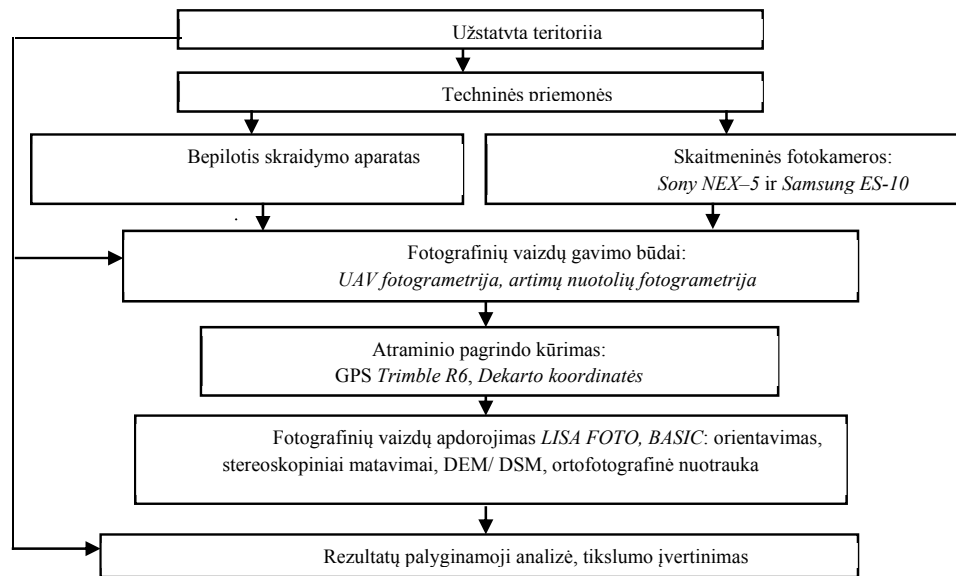 Užstatyta teritorija
Techninės priemonės
Bepilotis skraidymo aparatas
Skaitmeninės fotokameros:
Sony NEX–5 ir Samsung ES-10
Fotografinių vaizdų gavimo būdai:
UAV fotogrametrija, artimų nuotolių fotogrametrija
Atraminio pagrindo kūrimas:
GPS Trimble R6, Dekarto koordinatės
Fotografinių vaizdų apdorojimas LISA FOTO, BASIC: orientavimas,
stereoskopiniai matavimai, DEM/ DSM, ortofotografinė nuotrauka
Rezultatų palyginamoji analizė, tikslumo įvertinimas